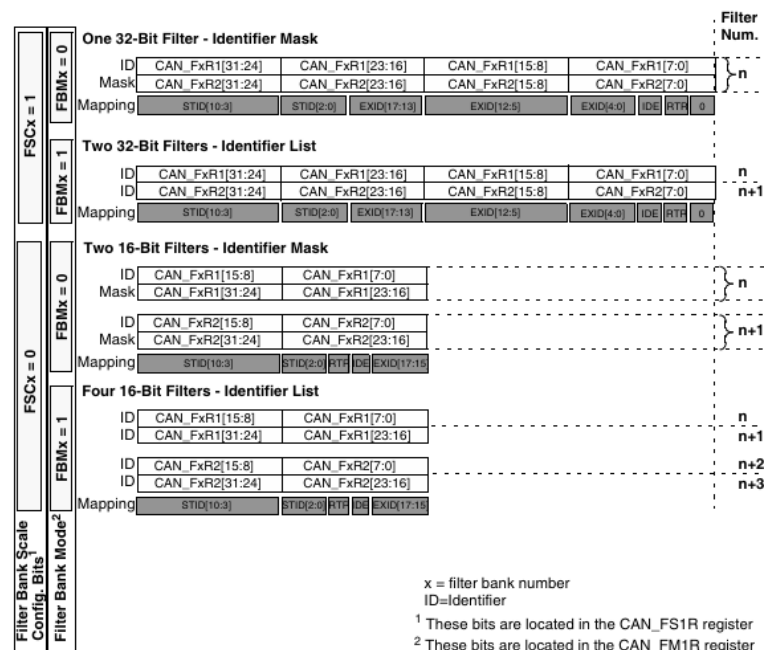 Filter
Num.
One 32-Bit Filter - Identifier Mask
ID CAN_FxR1[31:24] CAN_FxR1[23:16] CAN_FxR1[15:8] CAN_FxR1[7:0]
n
Mask CAN_FxR2[31:24] CAN_FxR2[23:16] CAN_FxR2[15:8] CAN_FxR2[7:0]
Mapping STID[10:3] STID[2:0] EXID[17:13] EXID[12:5] EXID[4:0] IDE RTR 0
FSCx = 1
FBMx = 0
Two 32-Bit Filters - Identifier List
ID CAN_FxR1[31:24] CAN_FxR1[23:16] CAN_FxR1[15:8] CAN_FxR1[7:0] n
ID CAN_FxR2[31:24] CAN_FxR2[23:16] CAN_FxR2[15:8] CAN_FxR2[7:0] n+1
Mapping STID[10:3] STID[2:0] EXID[17:13] EXID[12:5] EXID[4:0] IDE RTR 0
FBMx = 1
Two 16-Bit Filters - Identifier Mask
ID CAN_FxR1[15:8] CAN_FxR1[7:0]
n
Mask CAN_FxR1[31:24] CAN_FxR1[23:16]
ID CAN_FxR2[15:8] CAN_FxR2[7:0]
n+1
Mask CAN_FxR2[31:24] CAN_FxR2[23:16]
Mapping STID[10:3] STID[2:0] RTR IDE EXID[17:15]
FSCx = 0
FBMx = 0
Four 16-Bit Filters - Identifier List
ID CAN_FxR1[15:8] CAN_FxR1[7:0] n
ID CAN_FxR1[31:24] CAN_FxR1[23:16] n+1
ID CAN_FxR2[15:8] CAN_FxR2[7:0] n+2
ID CAN_FxR2[31:24] CAN_FxR2[23:16] n+3
Mapping STID[10:3] STID[2:0] RTR IDE EXID[17:15]
FBMx = 1
Filter Bank Scale
Config. Bits1
Filter Bank Mode2
x = filter bank number
ID=Identifier
1 These bits are located in the CAN_FS1R register
2 These bits are located in the CAN_FM1R register